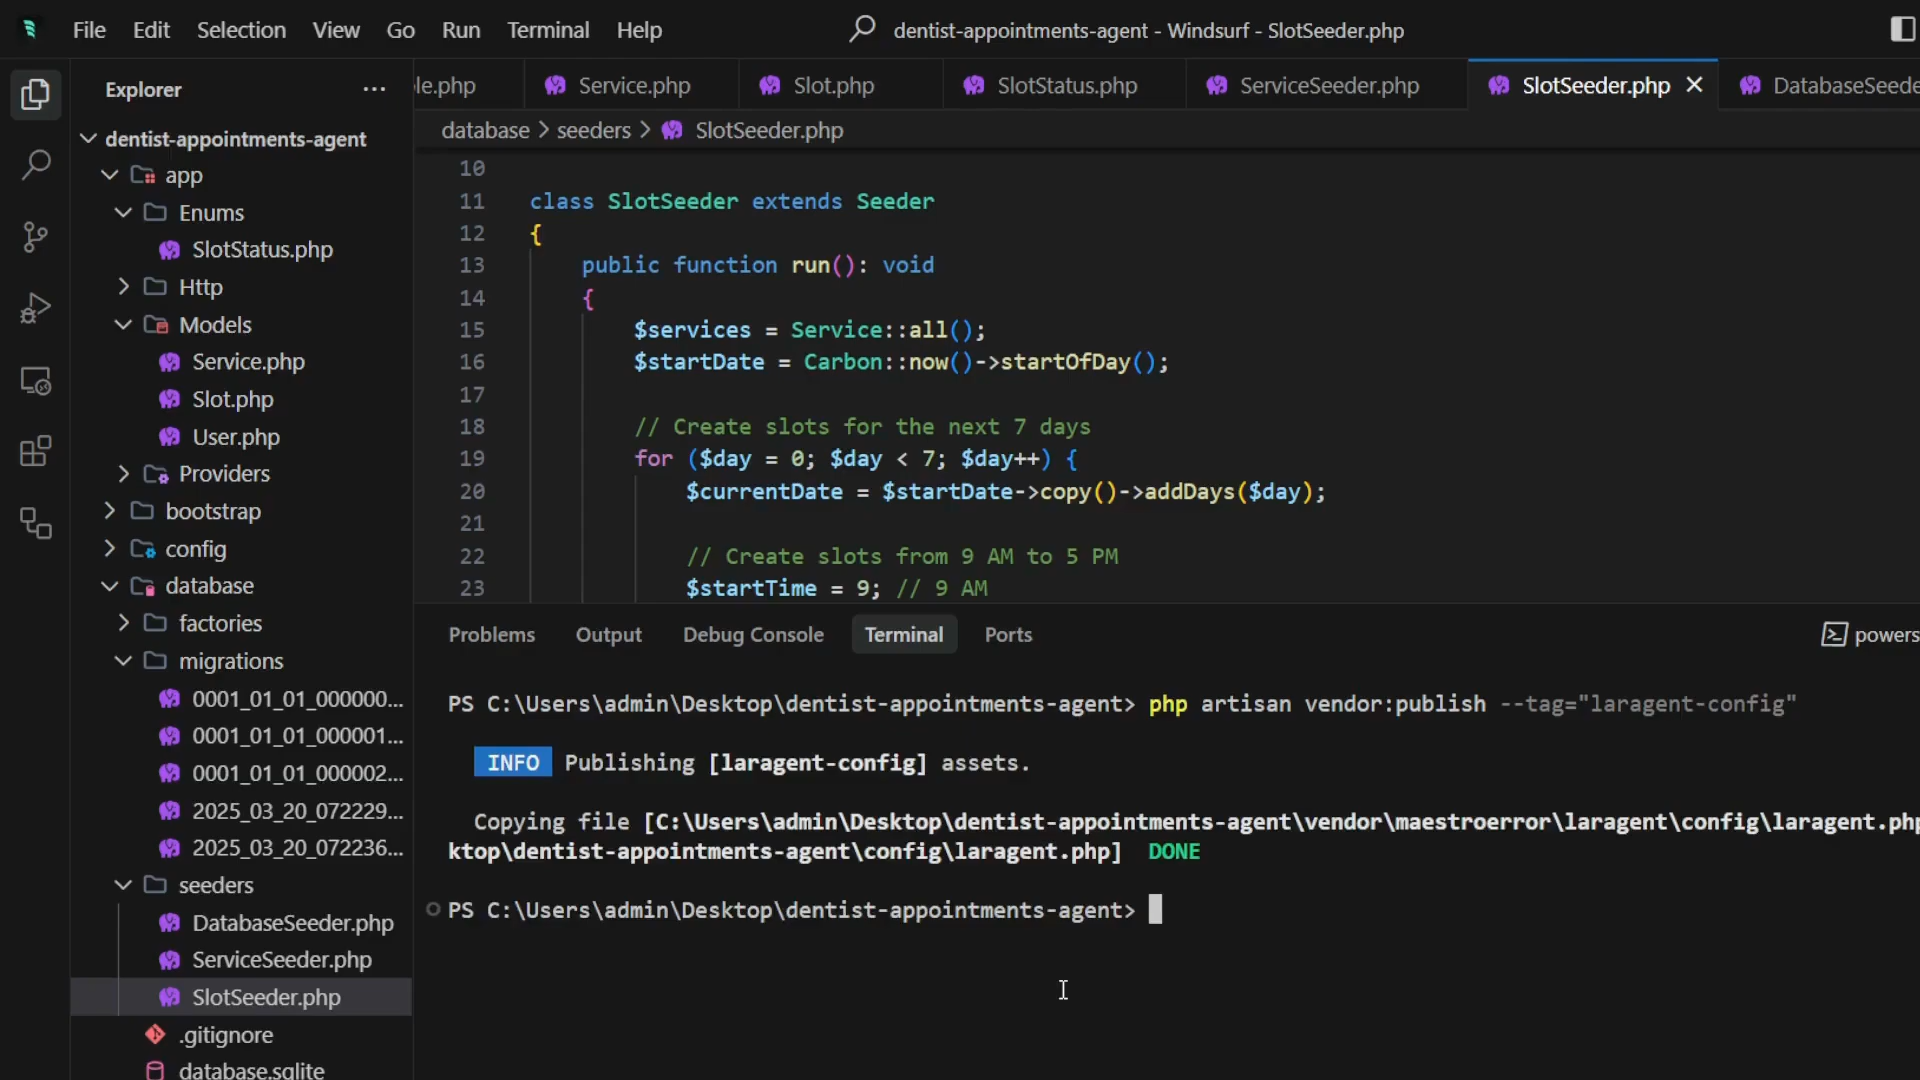 File Edit Selection View Go Run Terminal Help
dentist-appointments-agent - Windsurf - SlotSeeder.php
Explorer
dentist-appointments-agent
app
Enums
SlotStatus.php
Http
Models
Service.php
Slot.php
User.php
Providers
bootstrap
config
database
factories
migrations
0001_01_01_000000...
0001_01_01_000001...
0001_01_01_000002...
2025_03_20_072229...
2025_03_20_072236...
seeders
DatabaseSeeder.php
ServiceSeeder.php
SlotSeeder.php
.gitignore
database.sqlite
le.php Service.php Slot.php SlotStatus.php ServiceSeeder.php SlotSeeder.php DatabaseSeede
database > seeders > SlotSeeder.php
10
11 class SlotSeeder extends Seeder
12 {
13 public function run(): void
14 {
15 $services = Service::all();
16 $startDate = Carbon::now()->startOfDay();
17
18 // Create slots for the next 7 days
19 for ($day = 0; $day < 7; $day++) {
20 $currentDate = $startDate->copy()->addDays($day);
21
22 // Create slots from 9 AM to 5 PM
23 $startTime = 9; // 9 AM
Problems Output Debug Console Terminal Ports
powers
PS C:\Users\admin\Desktop\dentist-appointments-agent> php artisan vendor:publish --tag="laragent-config"
INFO Publishing [laragent-config] assets.
Copying file [C:\Users\admin\Desktop\dentist-appointments-agent\vendor\maestroerror\laragent\config\laragent.php
ktop\dentist-appointments-agent\config\laragent.php] DONE
PS C:\Users\admin\Desktop\dentist-appointments-agent>